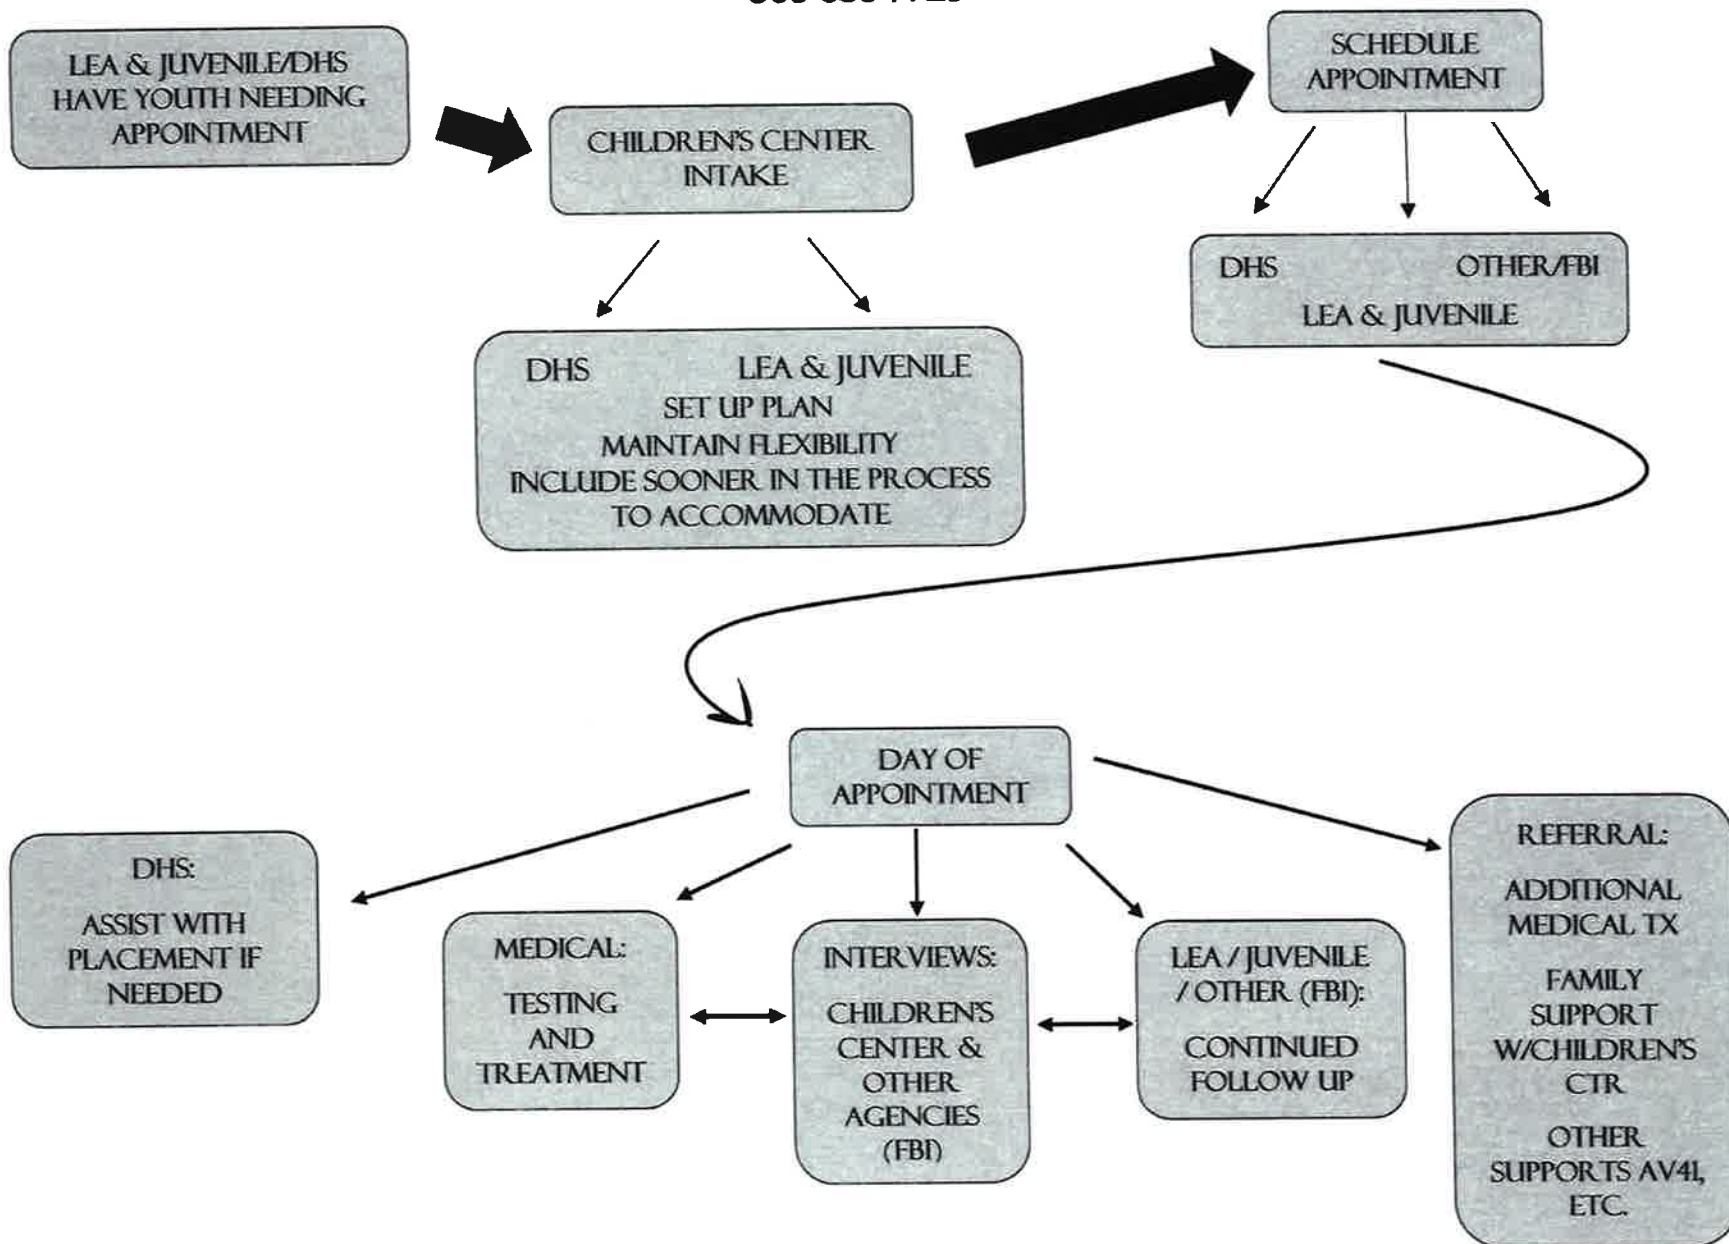 LEA & JUVENILE/DHS
HAVE YOUTH NEEDING
APPOINTMENT
CHILDREN'S CENTER
INTAKE
SCHEDULE
APPOINTMENT
DHS OTHER/FBI
LEA & JUVENILE
DHS LEA & JUVENILE
SET UP PLAN
MAINTAIN FLEXIBILITY
INCLUDE SOONER IN THE PROCESS
TO ACCOMMODATE
DAY OF
APPOINTMENT
DHS:
ASSIST WITH
PLACEMENT IF
NEEDED
MEDICAL:
TESTING
AND
TREATMENT
INTERVIEWS:
CHILDREN'S
CENTER &
OTHER
AGENCIES
(FBI)
LEA / JUVENILE
/ OTHER (FBI):
CONTINUED
FOLLOW UP
REFERRAL:
ADDITIONAL
MEDICAL TX
FAMILY
SUPPORT
W/CHILDREN'S
CTR
OTHER
SUPPORTS AV4I,
ETC.